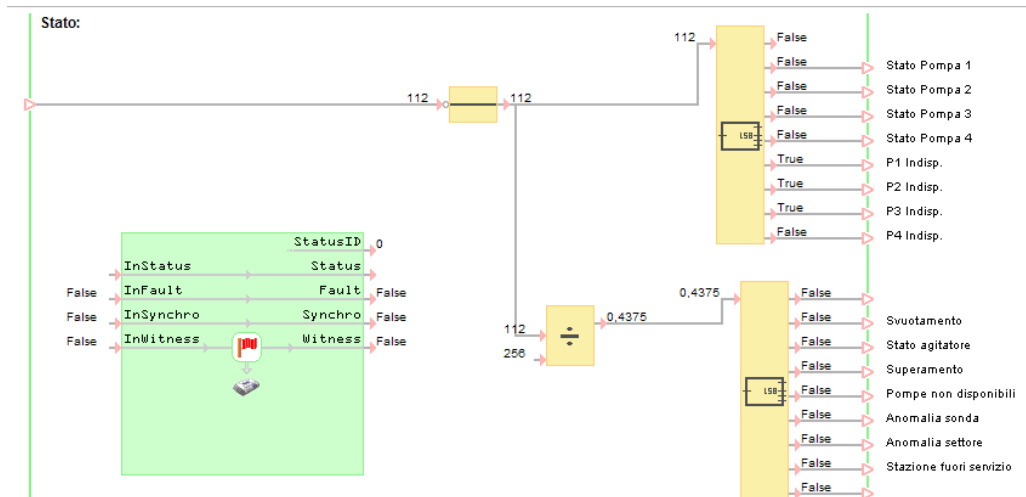 Stato:
112
False
False
Stato Pompa 1
False
Stato Pompa 2
112
112
False
Stato Pompa 3
LSB
False
Stato Pompa 4
True
P1 Indisp.
True
P2 Indisp.
True
P3 Indisp.
False
P4 Indisp.
StatusID
0
InStatus
Status
False
InFault
Fault
False
False
InSynchro
Synchro
False
False
InWitness
Witness
False
112
256
0,4375
0,4375
False
False
Svuotamento
False
Stato agitatore
False
Superamento
LSB
False
Pompe non disponibili
False
Anomalia sonda
False
Anomalia settore
False
Stazione fuori servizio
False